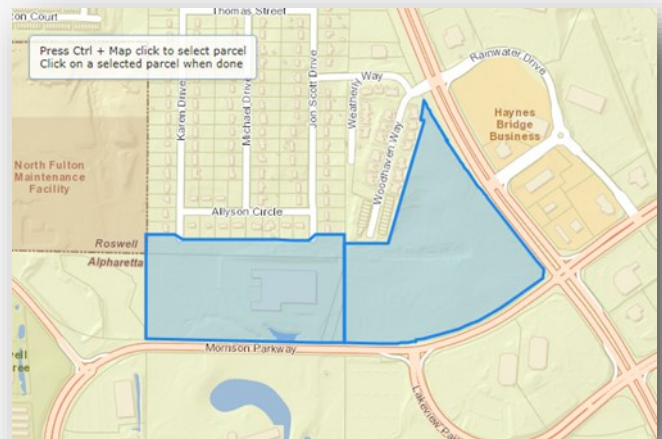 ton Court
Thomas Street
Press Ctrl + Map click to select parcel
Click on a selected parcel when done
Rainwater Drive
Weatherly Way
Karen Drive
Michael Drive
Jon Scott Drive
Woodhaven Way
Haynes
Bridge
Business
North Fulton
Maintenance
Facility
Allyson Circle
Roswell
Alpharetta
Morrison Parkway
ell
ree
Lakeview Pa